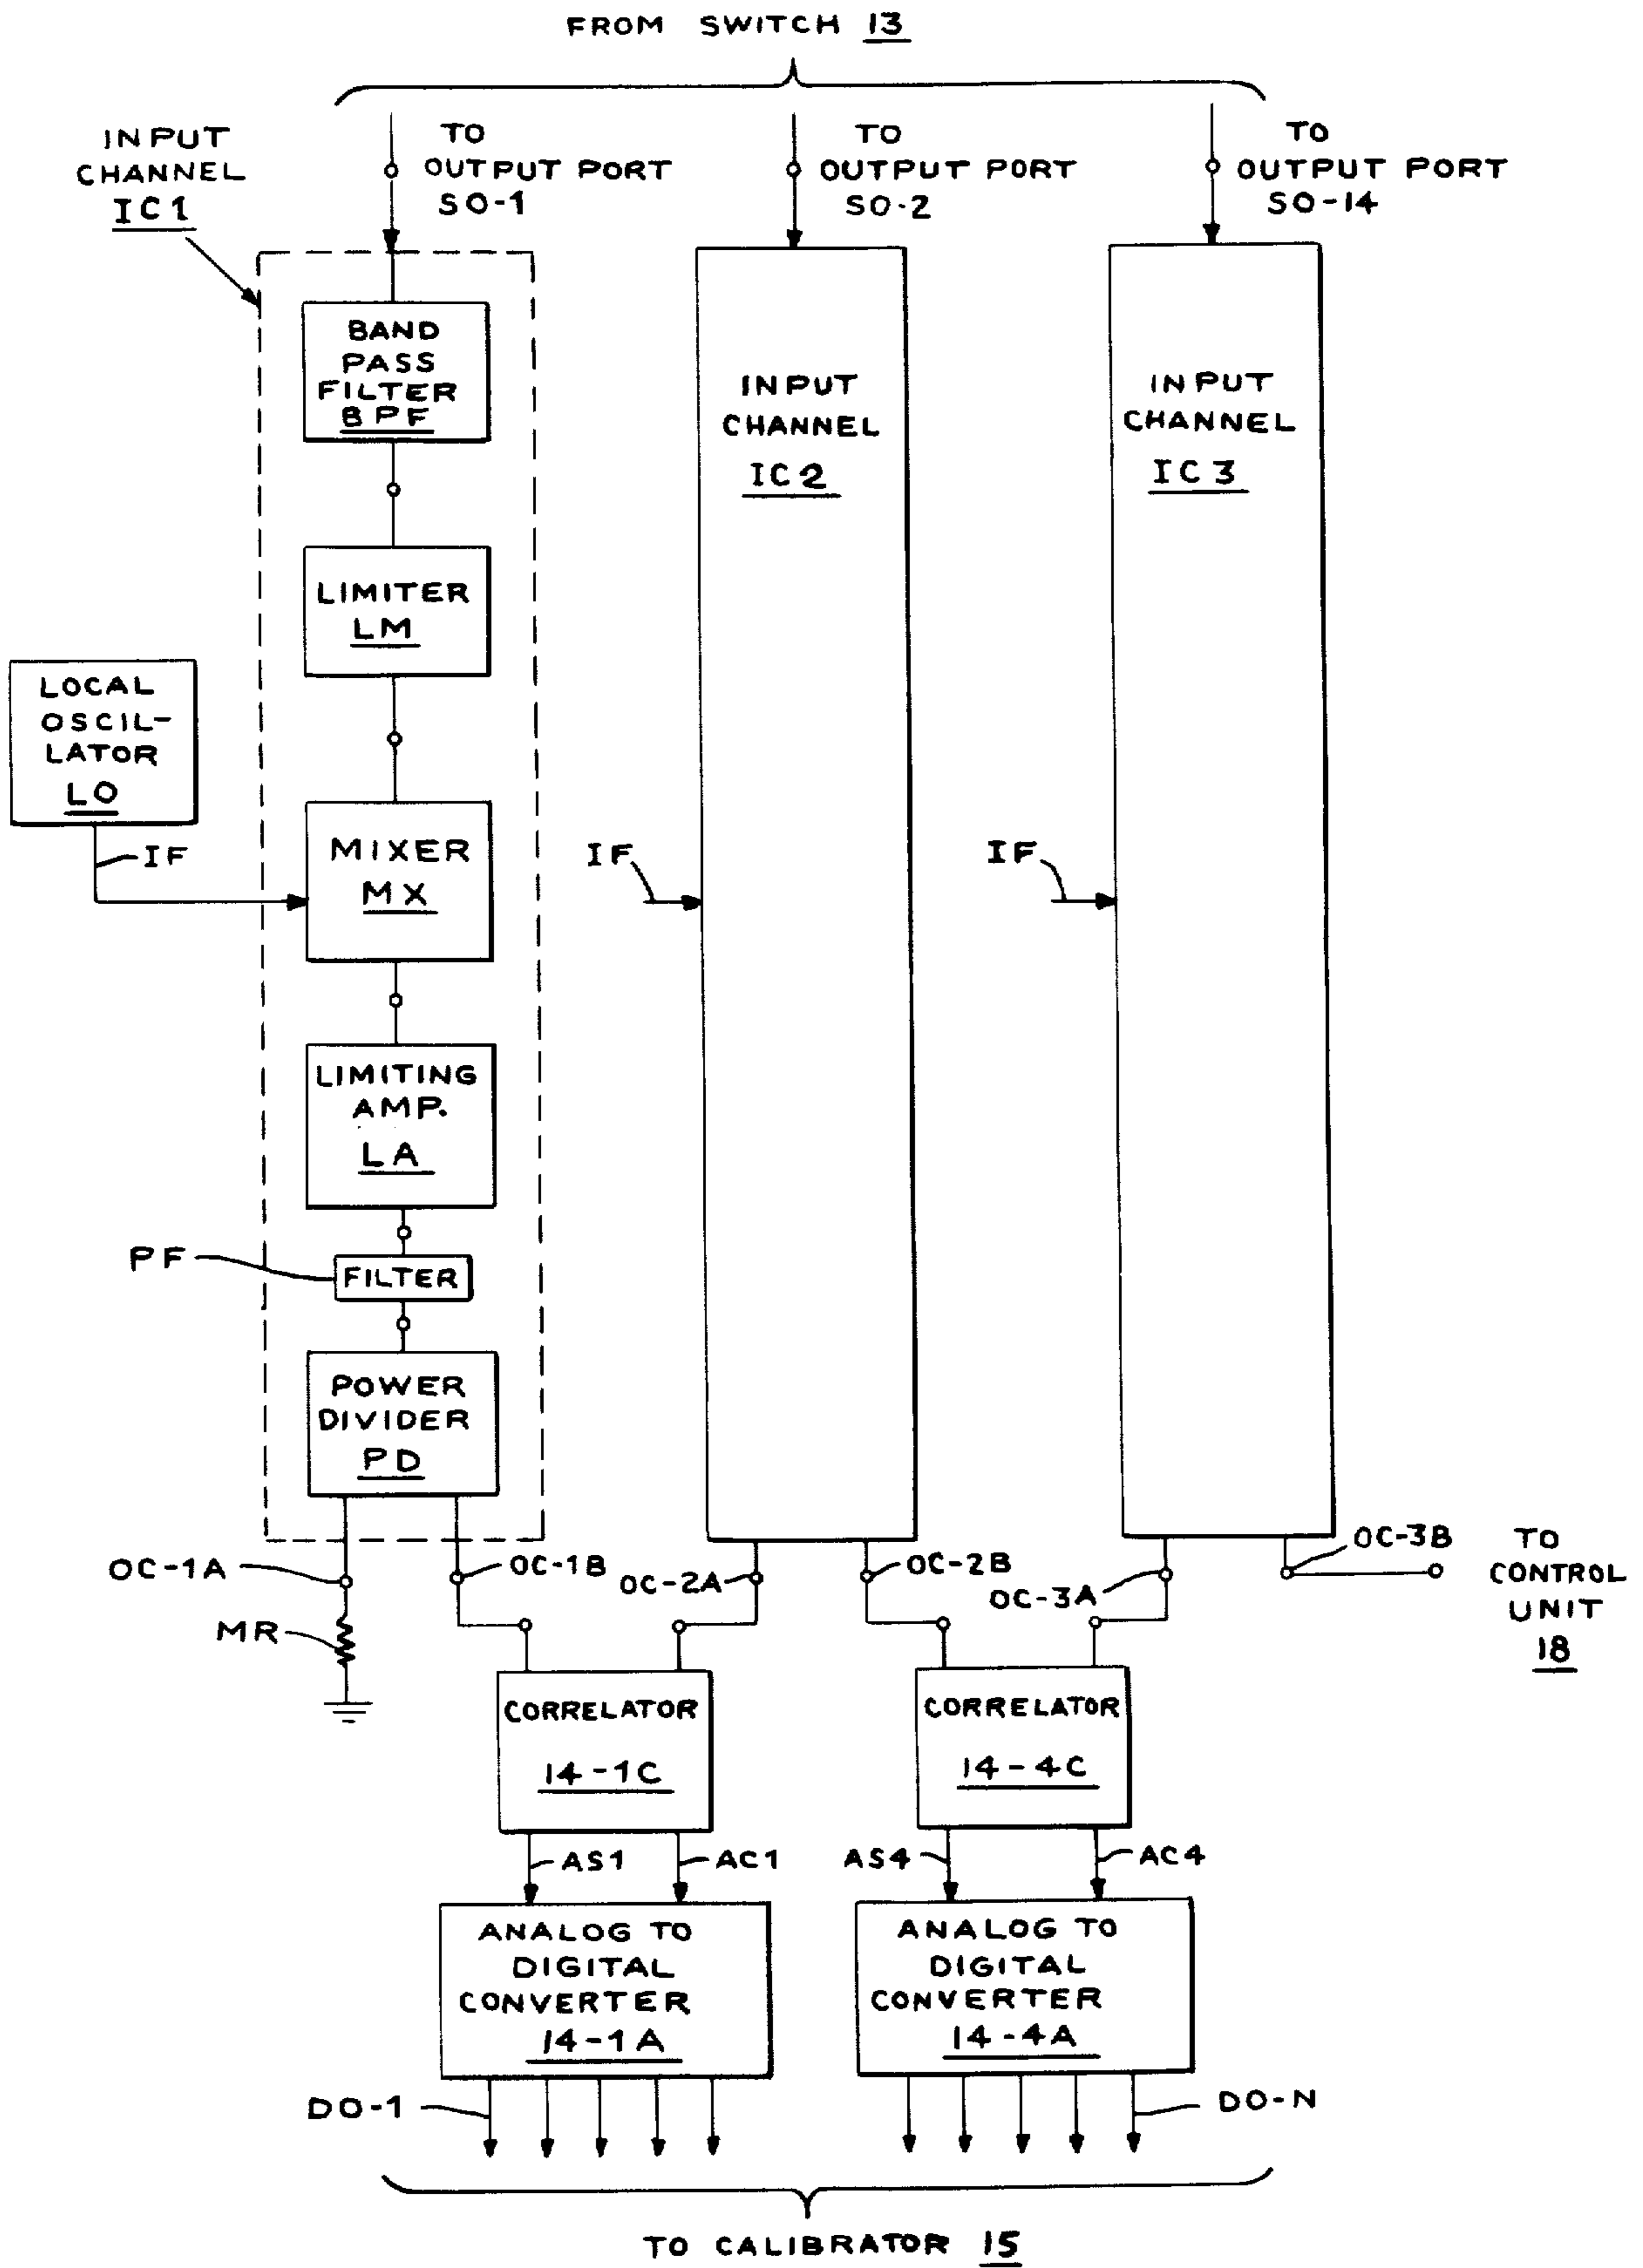 FROM SWITCH 13
INPUT
CHANNEL
IC1
TO
OUTPUT PORT
SO-1
TO
OUTPUT PORT
SO-2
TO
OUTPUT PORT
SO-14
BAND
PASS
FILTER
BPF
LIMITER
LM
LOCAL
OSCIL-
LATOR
LO
IF
MIXER
MX
LIMITING
AMP.
LA
PF
FILTER
POWER
DIVIDER
PD
INPUT
CHANNEL
IC2
IF
INPUT
CHANNEL
IC3
IF
OC-1A
OC-1B
OC-2A
OC-2B
OC-3A
OC-3B
TO
CONTROL
UNIT
18
MR
CORRELATOR
14-1C
CORRELATOR
14-4C
AS1
AC1
AS4
AC4
ANALOG TO
DIGITAL
CONVERTER
14-1A
ANALOG TO
DIGITAL
CONVERTER
14-4A
DO-1
DO-N
TO CALIBRATOR 15